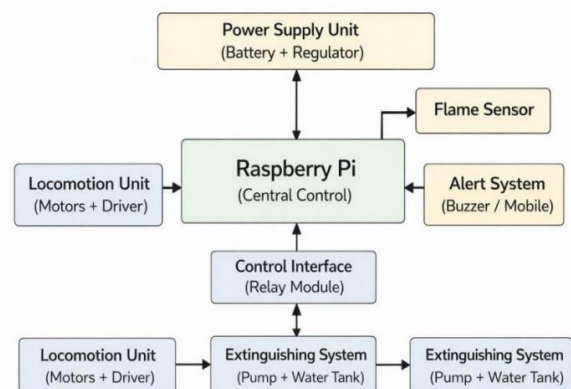 Power Supply Unit
(Battery + Regulator)
Flame Sensor
Raspberry Pi
(Central Control)
Locomotion Unit
(Motors + Driver)
Alert System
(Buzzer / Mobile)
Control Interface
(Relay Module)
Locomotion Unit
(Motors + Driver)
Extinguishing System
(Pump + Water Tank)
Extinguishing System
(Pump + Water Tank)